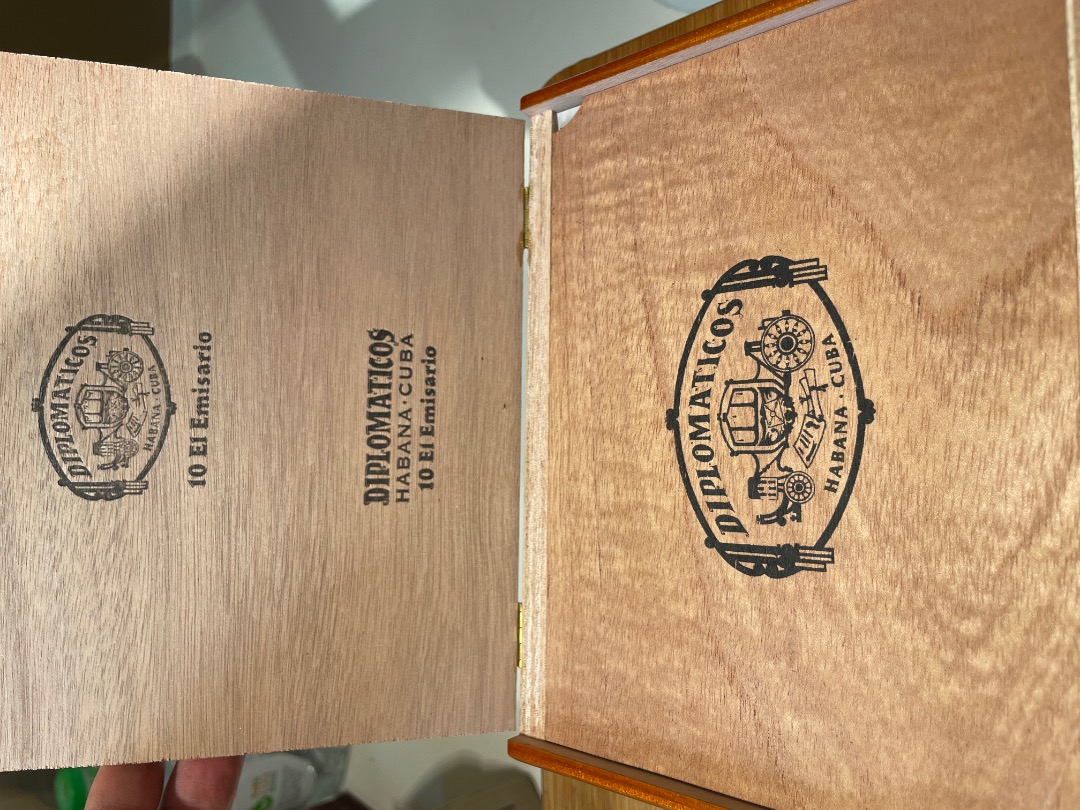 DIPLOMATICOS
HABANA · CUBA
10 El Emisario
DIPLOMATICOS
HABANA · CUBA
10 El Emisario
DIPLOMATICOS
HABANA · CUBA